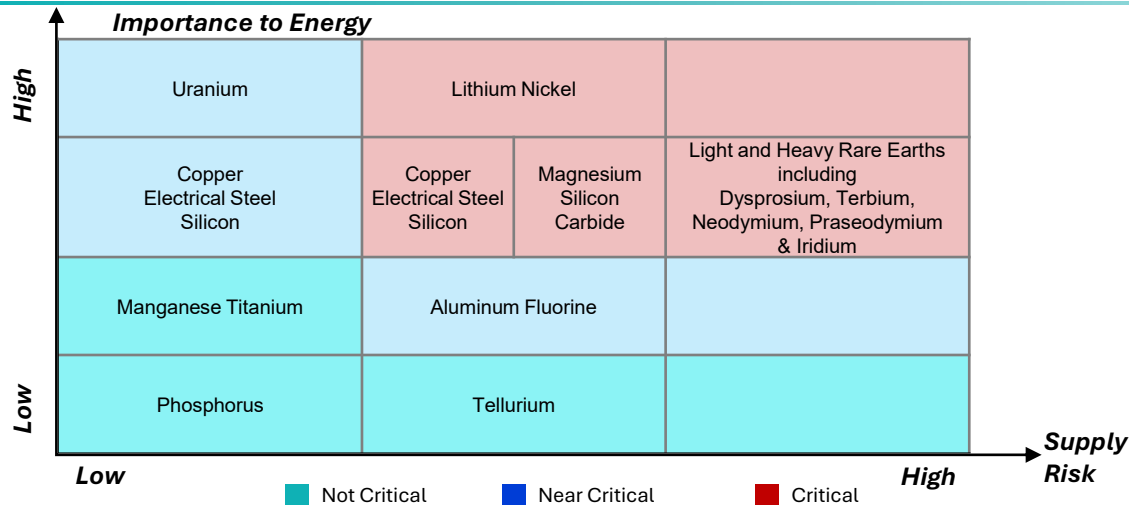 Importance to Energy
High
Uranium
Lithium Nickel
Copper
Electrical Steel
Silicon
Copper
Electrical Steel
Silicon
Magnesium
Silicon
Carbide
Light and Heavy Rare Earths
including
Dysprosium, Terbium,
Neodymium, Praseodymium
& Iridium
Manganese Titanium
Aluminum Fluorine
Low
Phosphorus
Tellurium
Low
High
Supply
Risk
Not Critical
Near Critical
Critical